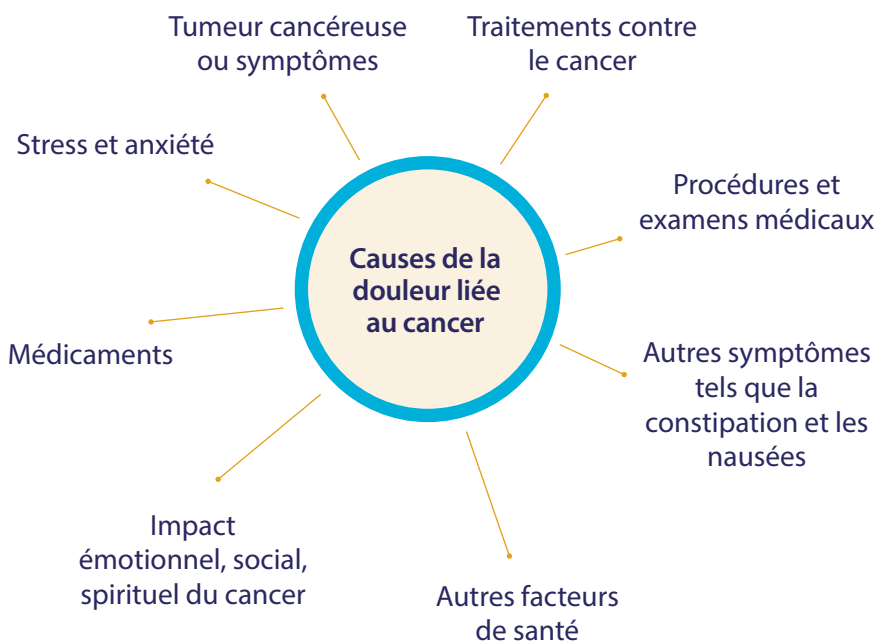 Tumeur cancéreuse
ou symptômes
Traitements contre
le cancer
Stress et anxiété
Procédures et
examens médicaux
Causes de la
douleur liée
au cancer
Médicaments
Autres symptômes
tels que la
constipation et les
nausées
Impact
émotionnel, social,
spirituel du cancer
Autres facteurs
de santé